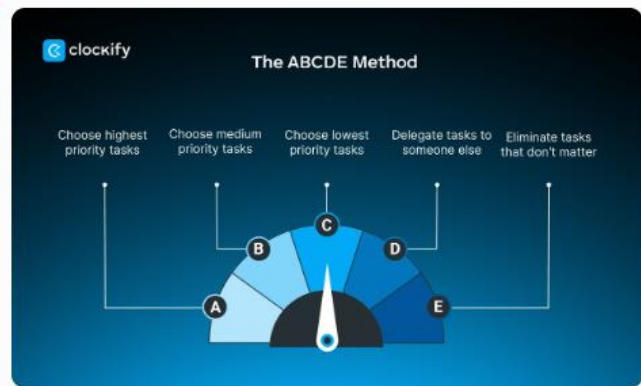 clockify
The ABCDE Method
Choose highest
priority tasks
Choose medium
priority tasks
Choose lowest
priority tasks
Delegate tasks to
someone else
Eliminate tasks
that don't matter
A
B
C
D
E